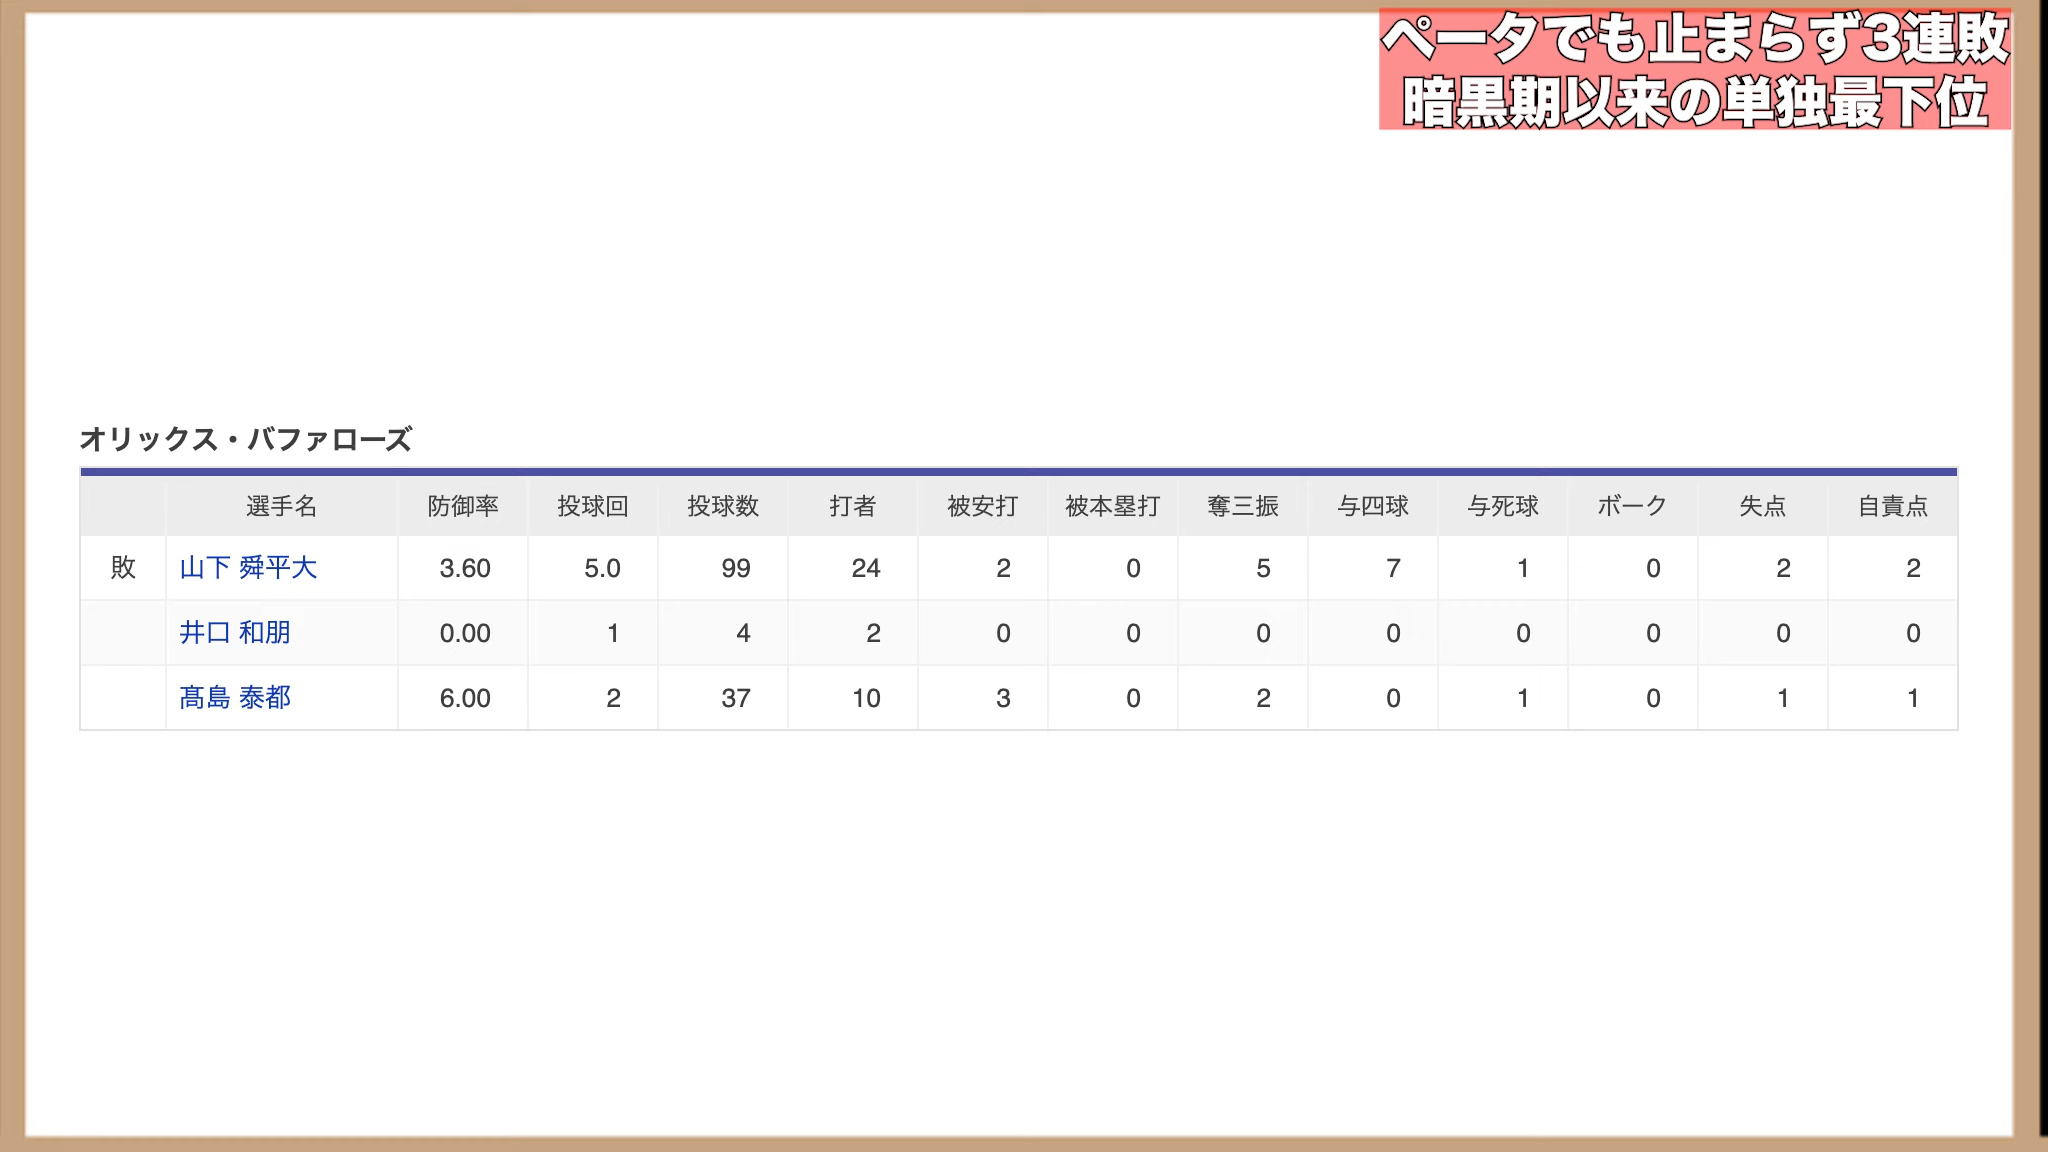 ペータでも止まらず3連敗
暗黒期以来の単独最下位
オリックス・バファローズ
選手名 防御率 投球回 投球数 打者 被安打 被本塁打 奪三振 与四球 与死球 ボーク 失点 自責点
敗 山下 舜平大 3.60 5.0 99 24 2 0 5 7 1 0 2 2
井口 和朋 0.00 1 4 2 0 0 0 0 0 0 0 0
髙島 泰都 6.00 2 37 10 3 0 2 0 1 0 1 1